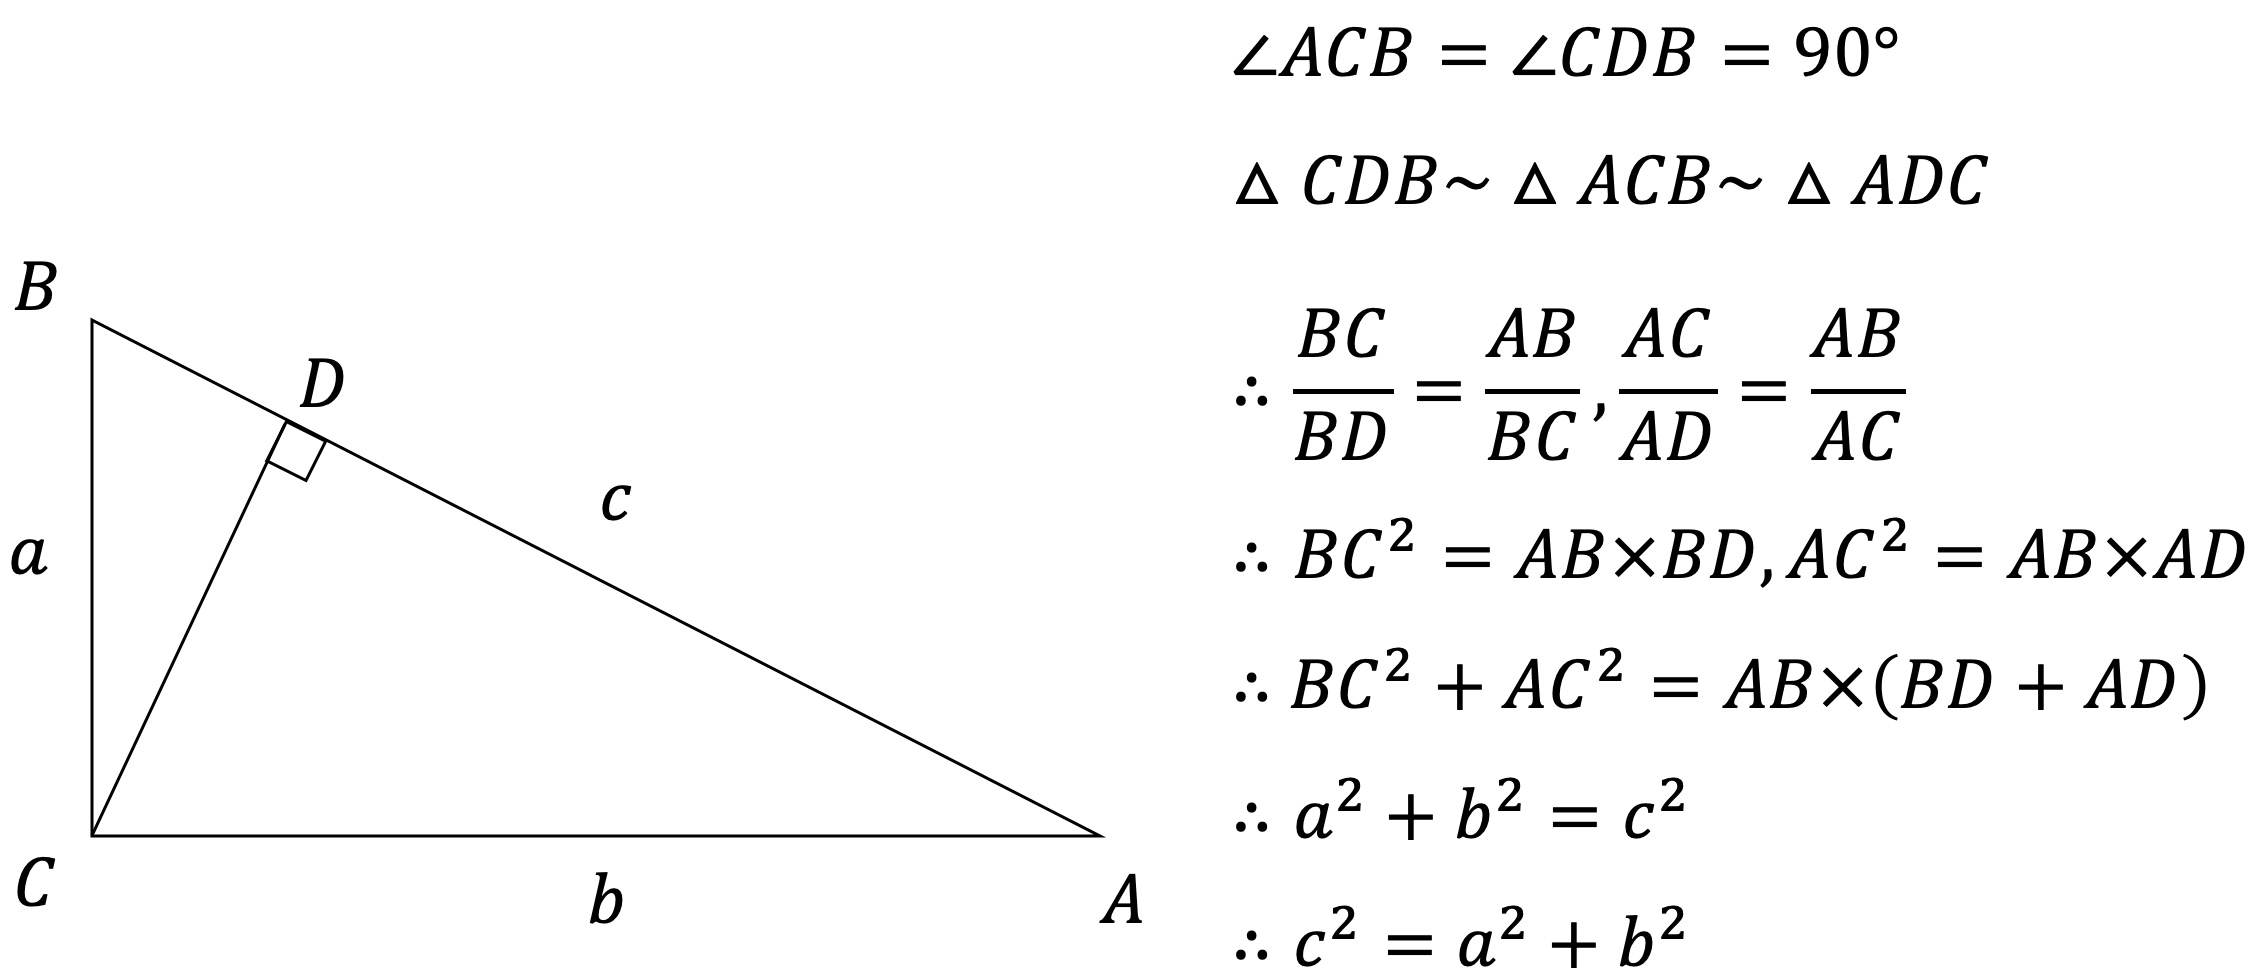 ∠ACB = ∠CDB = 90°
△ CDB~ △ ACB~ △ ADC
∴ BC/BD = AB/BC, AC/AD = AB/AC
∴ BC² = AB×BD, AC² = AB×AD
∴ BC² + AC² = AB×(BD + AD)
∴ a² + b² = c²
∴ c² = a² + b²
B
D
c
a
C
b
A